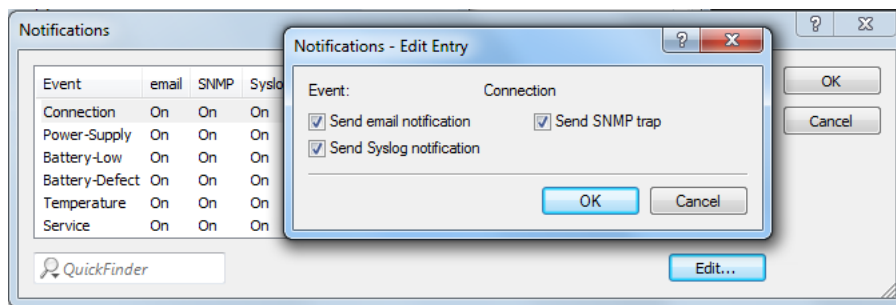 Notifications
Notifications - Edit Entry
Event email SNMP
Connection On On On
Power-Supply On On On
Battery-Low On On On
Battery-Defect On On On
Temperature On On On
Service On On On
QuickFinder
Event: Connection
Send email notification Send SNMP trap
Send Syslog notification
OK Cancel
OK
Cancel
Edit...